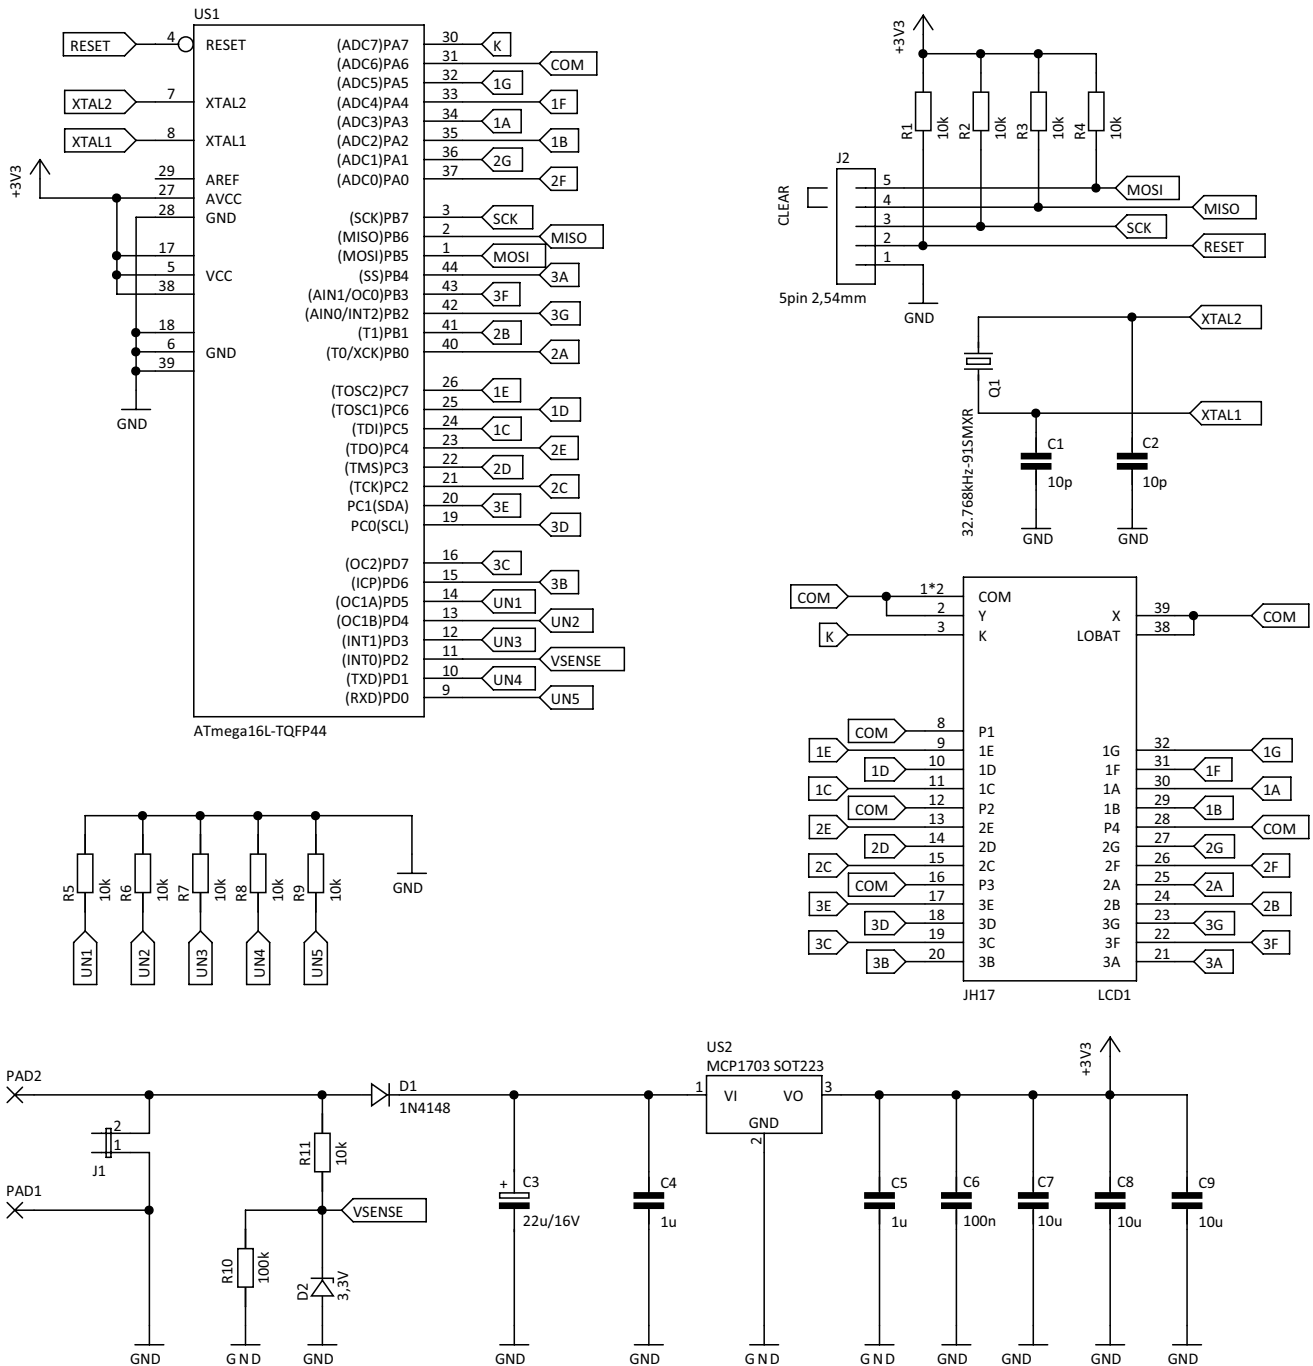 US1
RESET 4 RESET
XTAL2 7 XTAL2
XTAL1 8 XTAL1
+3V3
29 AREF
27 AVCC
28 GND
17
5 VCC
38
18
6 GND
39
GND
(ADC7)PA7 30 K
(ADC6)PA6 31 COM
(ADC5)PA5 32 1G
(ADC4)PA4 33 1F
(ADC3)PA3 34 1A
(ADC2)PA2 35 1B
(ADC1)PA1 36 2G
(ADC0)PA0 37 2F
(SCK)PB7 3 SCK
(MISO)PB6 2 MISO
(MOSI)PB5 1 MOSI
(SS)PB4 44 3A
(AIN1/OC0)PB3 43 3F
(AIN0/INT2)PB2 42 3G
(T1)PB1 41 2B
(T0/XCK)PB0 40 2A
(TOSC2)PC7 26 1E
(TOSC1)PC6 25 1D
(TDI)PC5 24 1C
(TDO)PC4 23 2E
(TMS)PC3 22 2D
(TCK)PC2 21 2C
PC1(SDA) 20 3E
PC0(SCL) 19 3D
(OC2)PD7 16 3C
(ICP)PD6 15 3B
(OC1A)PD5 14 UN1
(OC1B)PD4 13 UN2
(INT1)PD3 12 UN3
(INT0)PD2 11 VSENSE
(TXD)PD1 10 UN4
(RXD)PD0 9 UN5
ATmega16L-TQFP44
+3V3
R1 10k R2 10k R3 10k R4 10k
J2
CLEAR
5 MOSI
4 MISO
3 SCK
2 RESET
1
5pin 2,54mm
GND
XTAL2
Q1
32.768kHz-91SMXR
XTAL1
C1 C2
10p 10p
GND GND
COM 1*2 COM
2 Y X 39 COM
K 3 K LOBAT 38
COM 8 P1
1E 9 1E 1G 32 1G
1D 10 1D 1F 31 1F
1C 11 1C 1A 30 1A
COM 12 P2 1B 29 1B
2E 13 2E P4 28 COM
2D 14 2D 2G 27 2G
2C 15 2C 2F 26 2F
COM 16 P3 2A 25 2A
3E 17 3E 2B 24 2B
3D 18 3D 3G 23 3G
3C 19 3C 3F 22 3F
3B 20 3B 3A 21 3A
JH17 LCD1
R5 10k R6 10k R7 10k R8 10k R9 10k
GND
UN1 UN2 UN3 UN4 UN5
PAD2
2
1
J1
PAD1
D1
1N4148
R11 10k
VSENSE
R10 100k
D2 3,3V
US2
MCP1703 SOT223
1 VI VO 3
GND
2
+3V3
+ C3
22u/16V
C4
1u
C5
1u
C6
100n
C7
10u
C8
10u
C9
10u
GND GND GND GND GND GND GND GND GND GND GND